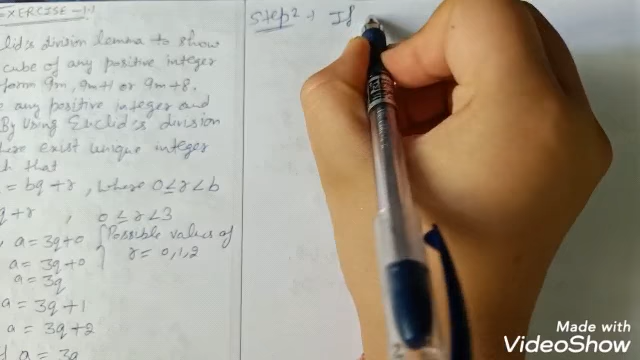 EXERCISE-1.1
lid's division lemma to show
cube of any positive integer
form 9m, 9m+1 or 9m+8.
any positive integer and
By using Euclid's division
there exist unique integer
that
= bq+r, where 0≤r<b
q+r, 0≤r<3
a = 3q+0 Possible values of
a = 3q+0 r = 0,1,2
a = 3q
a = 3q+1
a = 3q+2
a = 3q
Step 2 → If
Made with
VideoShow